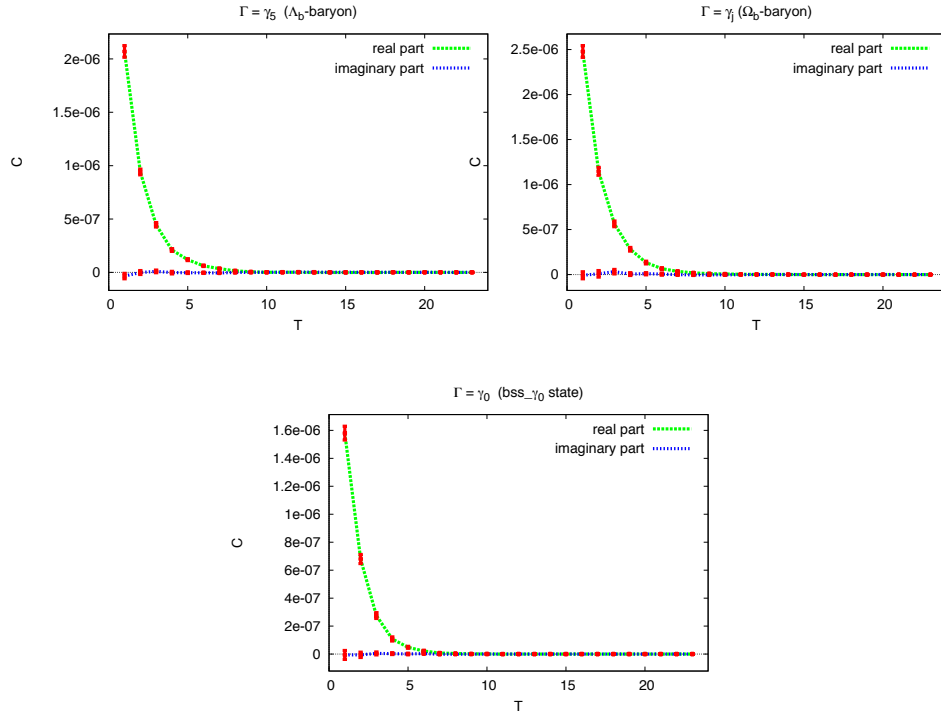 Γ = γ5 (Λb-baryon)
real part
imaginary part
2e-06
1.5e-06
1e-06
5e-07
0
C
0 5 10 15 20
T
Γ = γj (Ωb-baryon)
real part
imaginary part
2.5e-06
2e-06
1.5e-06
1e-06
5e-07
0
C
0 5 10 15 20
T
Γ = γ0 (bss_γ0 state)
real part
imaginary part
1.6e-06
1.4e-06
1.2e-06
1e-06
8e-07
6e-07
4e-07
2e-07
0
C
0 5 10 15 20
T